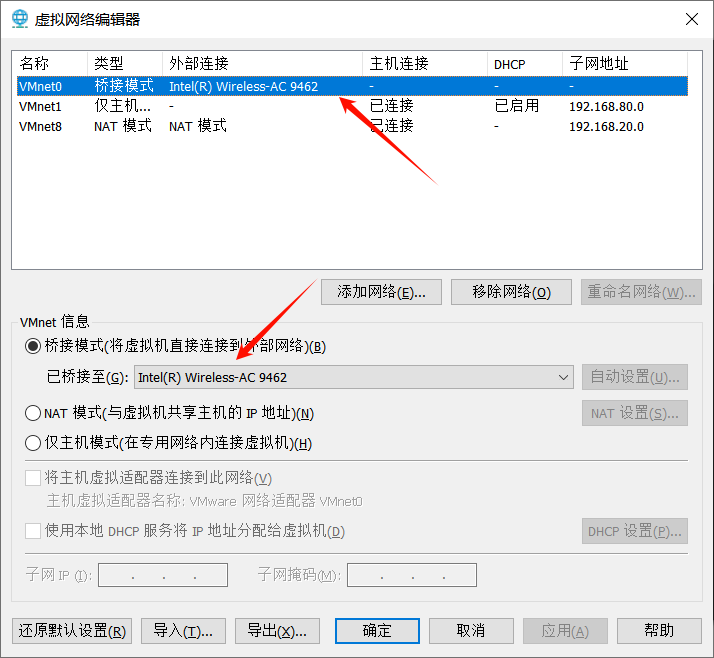 虚拟网络编辑器
名称 类型 外部连接 主机连接 DHCP 子网地址
VMnet0 桥接模式 Intel(R) Wireless-AC 9462 - - -
VMnet1 仅主机... - 已连接 已启用 192.168.80.0
VMnet8 NAT 模式 NAT 模式 已连接 - 192.168.20.0
添加网络(E)... 移除网络(O) 重命名网络(W)...
VMnet 信息
桥接模式(将虚拟机直接连接到外部网络)(B)
已桥接至(G): Intel(R) Wireless-AC 9462 自动设置(U)...
NAT 模式(与虚拟机共享主机的 IP 地址)(N) NAT 设置(S)...
仅主机模式(在专用网络内连接虚拟机)(H)
将主机虚拟适配器连接到此网络(V)
主机虚拟适配器名称: VMware 网络适配器 VMnet0
使用本地 DHCP 服务将 IP 地址分配给虚拟机(D) DHCP 设置(P)...
子网 IP (I): . . . 子网掩码(M): . . .
还原默认设置(R) 导入(T)... 导出(X)... 确定 取消 应用(A) 帮助